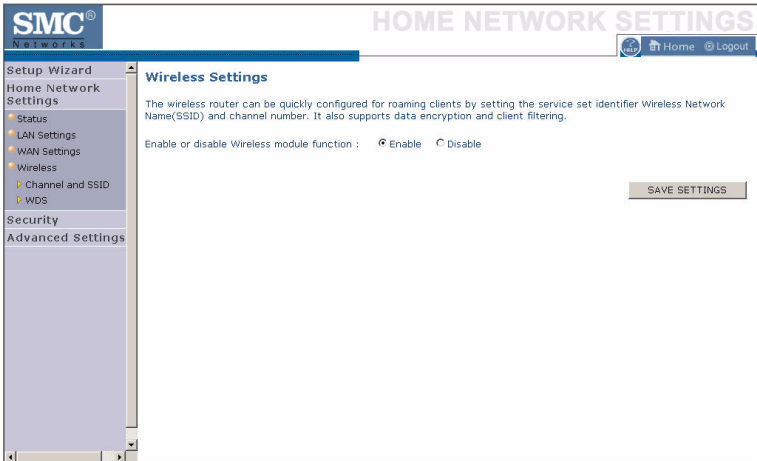 SMC®
Networks
HOME NETWORK SETTINGS
HELP Home Logout
Setup Wizard
Home Network
Settings
Status
LAN Settings
WAN Settings
Wireless
Channel and SSID
WDS
Security
Advanced Settings
Wireless Settings
The wireless router can be quickly configured for roaming clients by setting the service set identifier Wireless Network
Name(SSID) and channel number. It also supports data encryption and client filtering.
Enable or disable Wireless module function : Enable Disable
SAVE SETTINGS